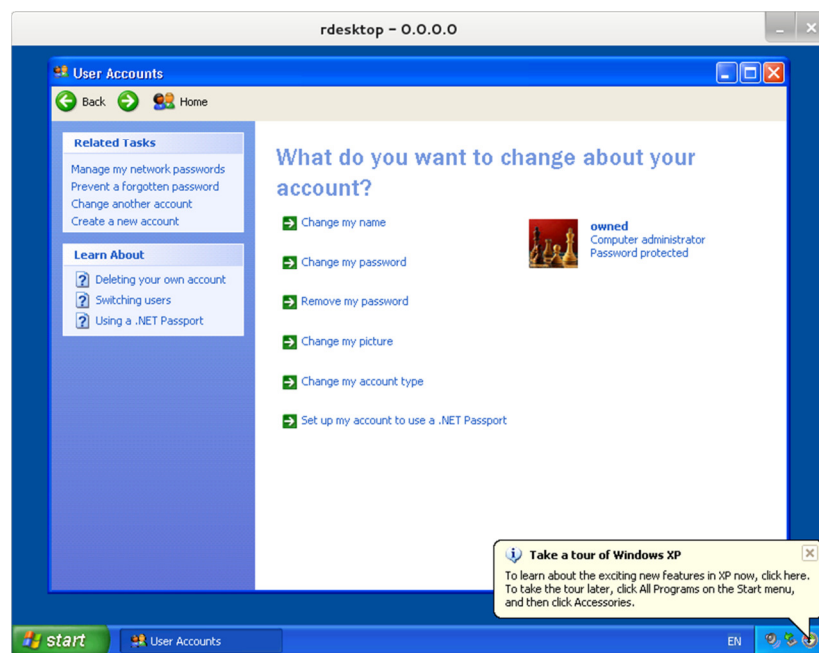 rdesktop - 0.0.0.0
User Accounts
Back
Home
Related Tasks
Manage my network passwords
Prevent a forgotten password
Change another account
Create a new account
Learn About
Deleting your own account
Switching users
Using a .NET Passport
What do you want to change about your
account?
Change my name
Change my password
Remove my password
Change my picture
Change my account type
Set up my account to use a .NET Passport
owned
Computer administrator
Password protected
Take a tour of Windows XP
To learn about the exciting new features in XP now, click here.
To take the tour later, click All Programs on the Start menu,
and then click Accessories.
start
User Accounts
EN